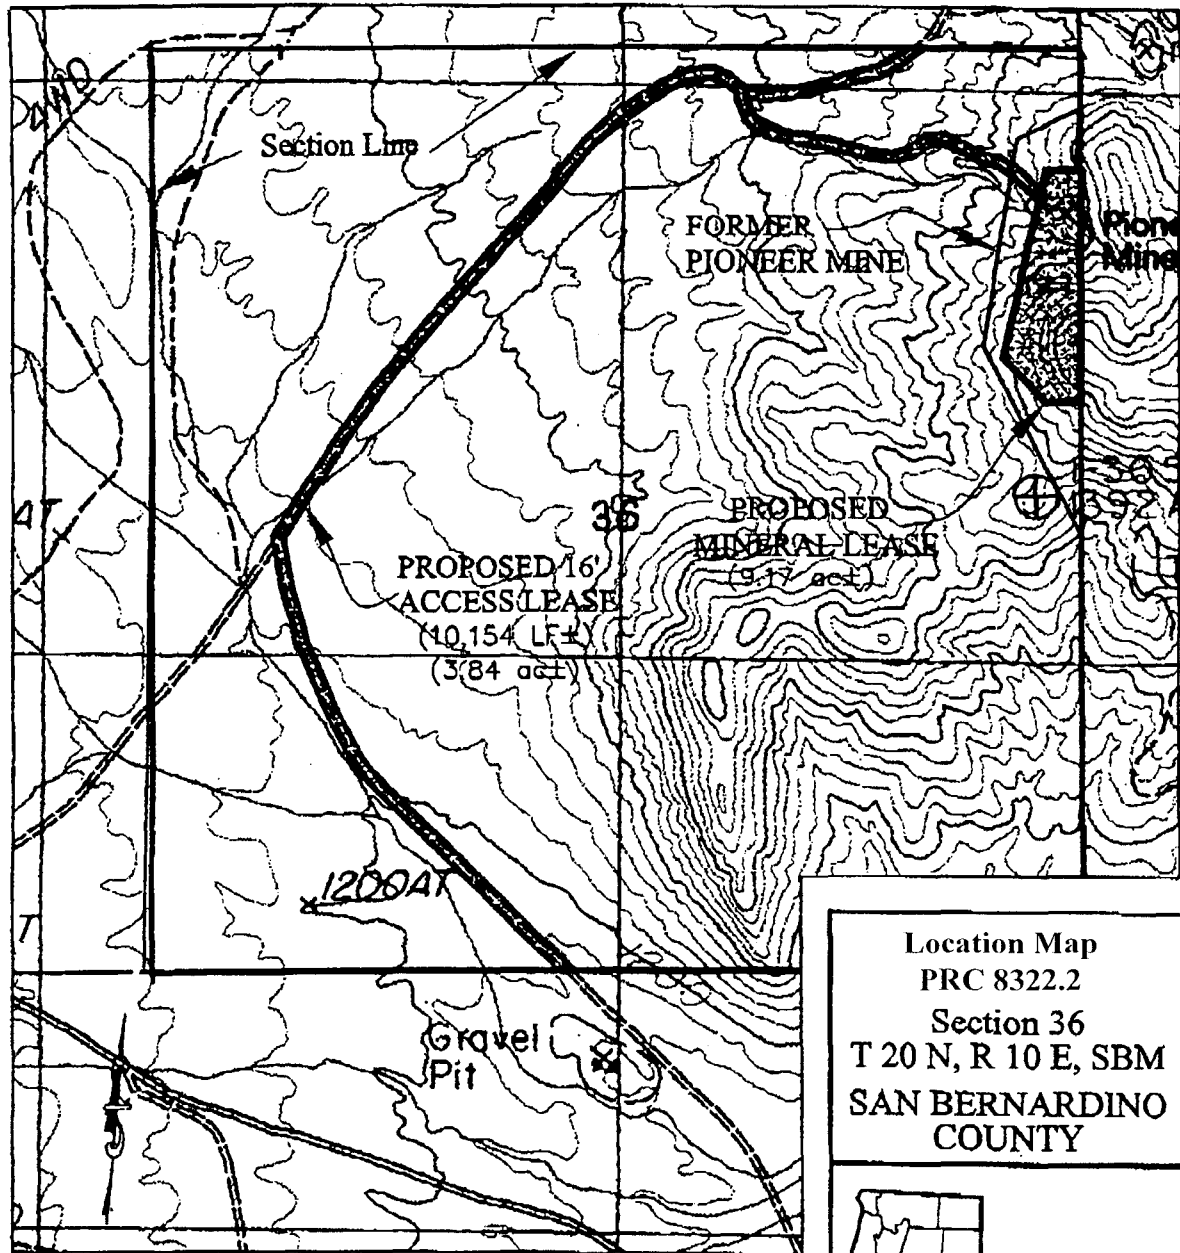 Section Line
FORMER
PIONEER MINE
Mine
36
PROPOSED
MINERAL LEASE
(9.17 ac±)
PROPOSED 16'
ACCESS LEASE
(10,154 LF±)
(3.84 ac±)
1200AT
Gravel
Pit
Location Map
PRC 8322.2
Section 36
T 20 N, R 10 E, SBM
SAN BERNARDINO
COUNTY